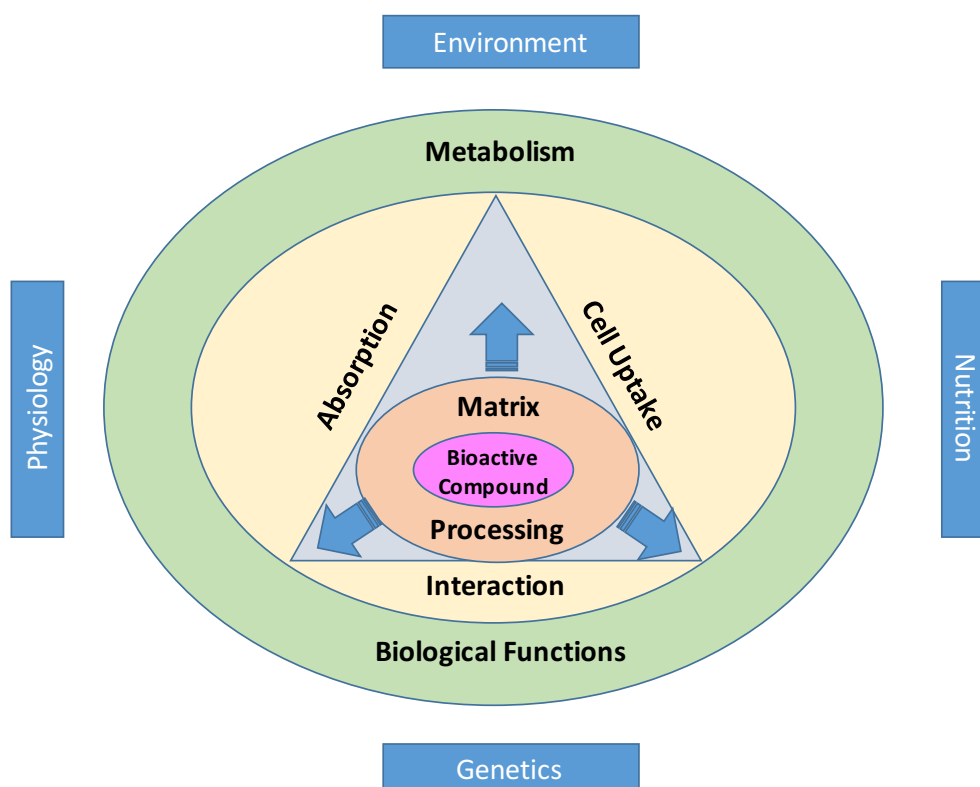 Environment
Metabolism
Physiology
Absorption
Cell Uptake
Nutrition
Matrix
Bioactive
Compound
Processing
Interaction
Biological Functions
Genetics